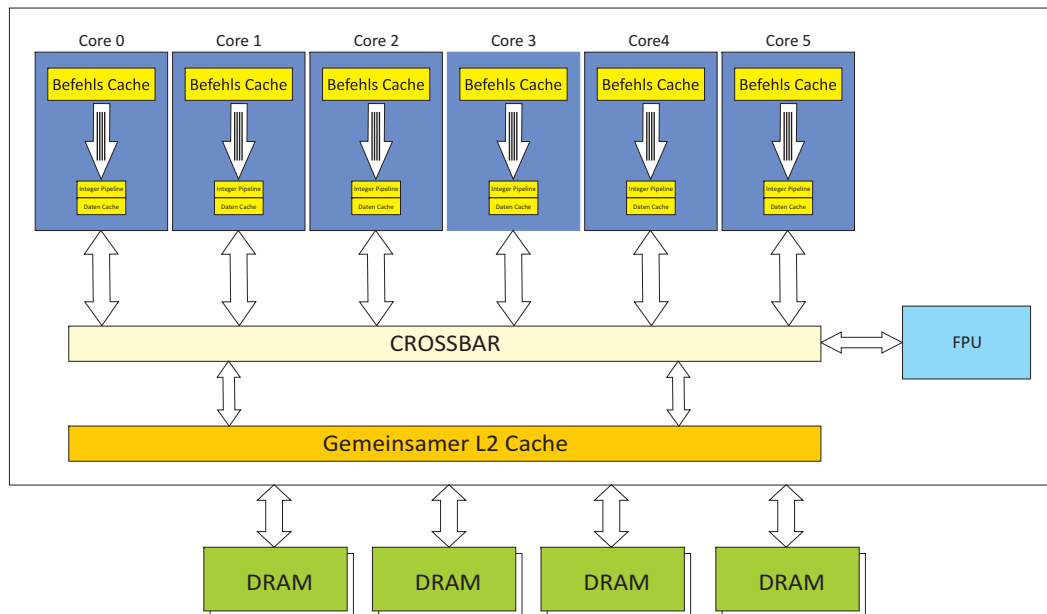 Core 0
Core 1
Core 2
Core 3
Core4
Core 5
Befehls Cache
Befehls Cache
Befehls Cache
Befehls Cache
Befehls Cache
Befehls Cache
Integer Pipeline
Integer Pipeline
Integer Pipeline
Integer Pipeline
Integer Pipeline
Integer Pipeline
Daten Cache
Daten Cache
Daten Cache
Daten Cache
Daten Cache
Daten Cache
CROSSBAR
FPU
Gemeinsamer L2 Cache
DRAM
DRAM
DRAM
DRAM